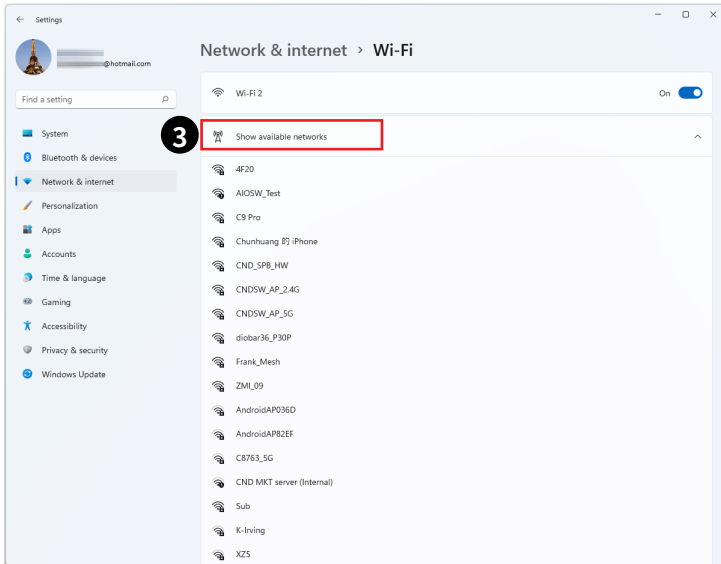 Settings
@hotmail.com
Find a setting
System
Bluetooth & devices
Network & internet
Personalization
Apps
Accounts
Time & language
Gaming
Accessibility
Privacy & security
Windows Update
Network & internet › Wi-Fi
Wi-Fi 2 On
3 Show available networks
4F20
AIOSW_Test
C9 Pro
Chunhuang 的 iPhone
CND_SPB_HW
CNDSW_AP_2.4G
CNDSW_AP_5G
diobar36_P30P
Frank_Mesh
ZMI_09
AndroidAP036D
AndroidAP82EF
C8763_5G
CND MKT server (Internal)
Sub
K-Irving
XZ5